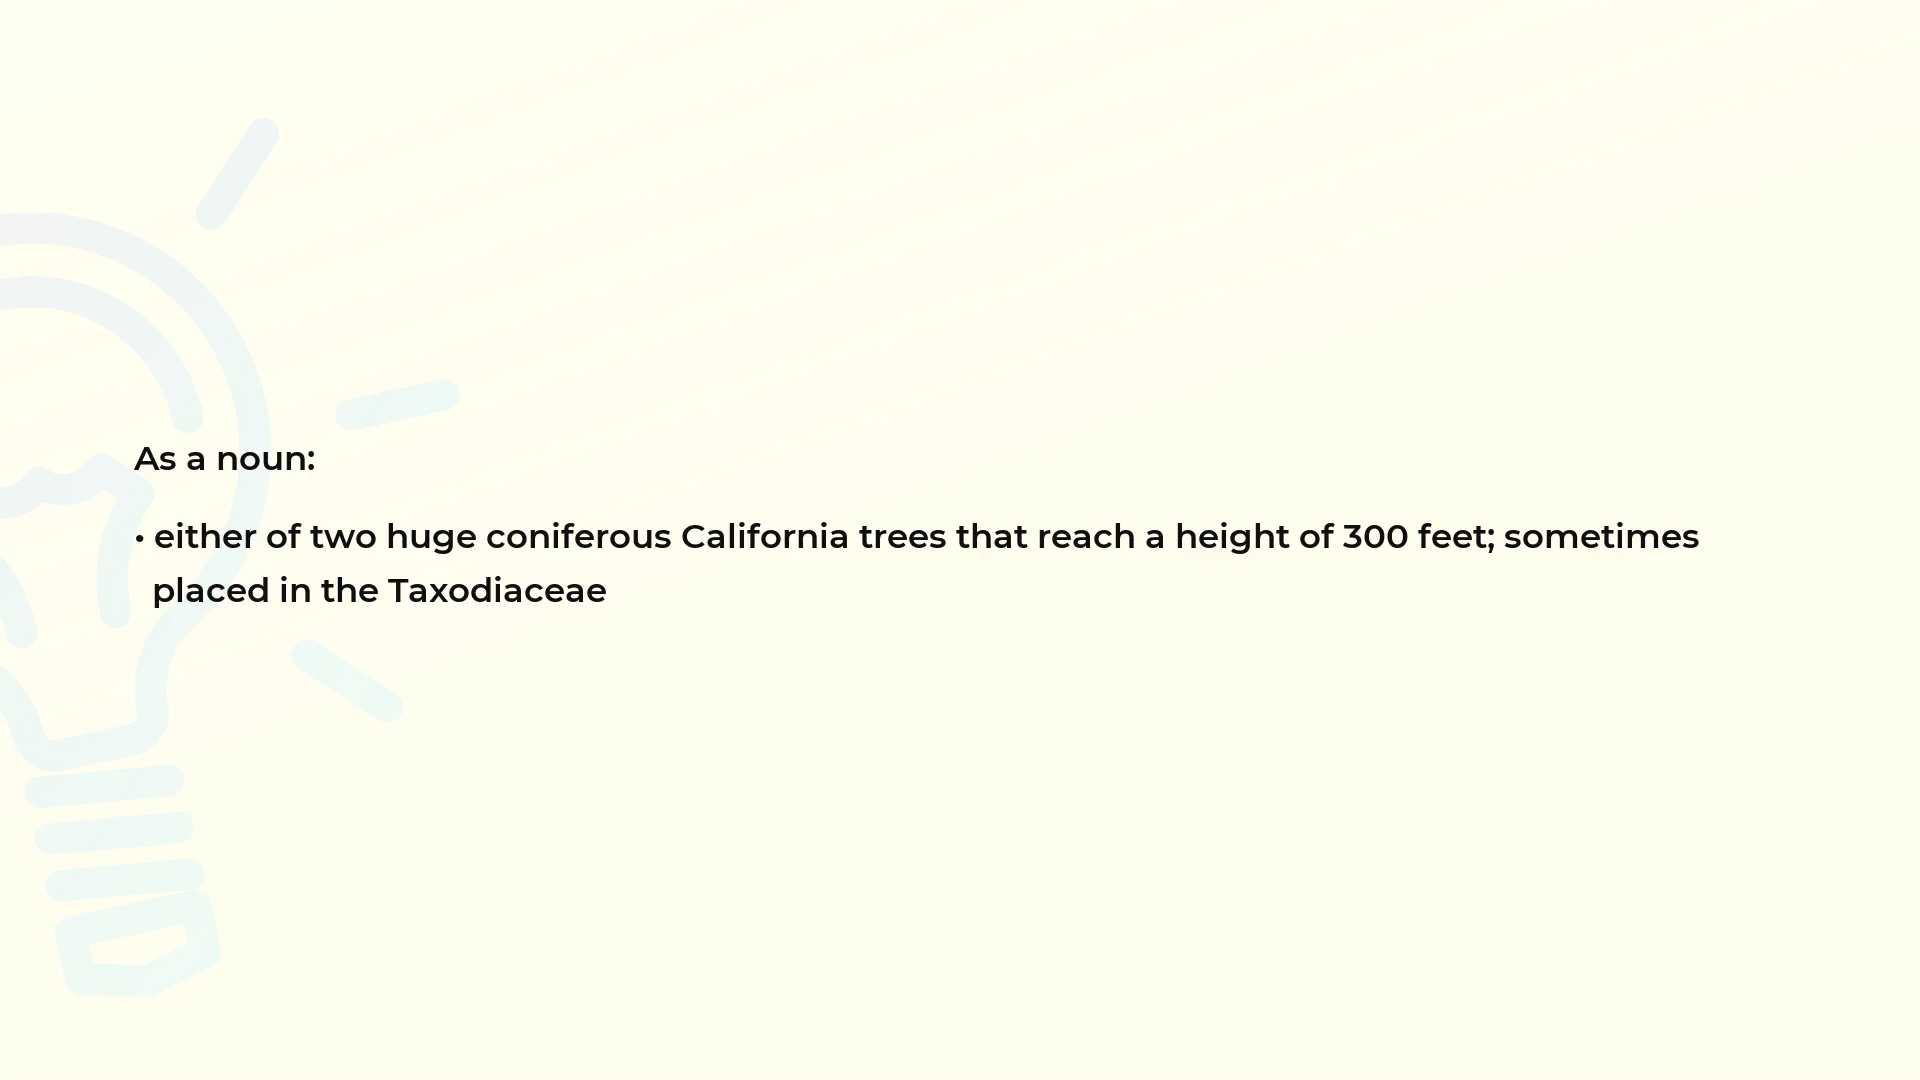 As a noun:
• either of two huge coniferous California trees that reach a height of 300 feet; sometimes
placed in the Taxodiaceae